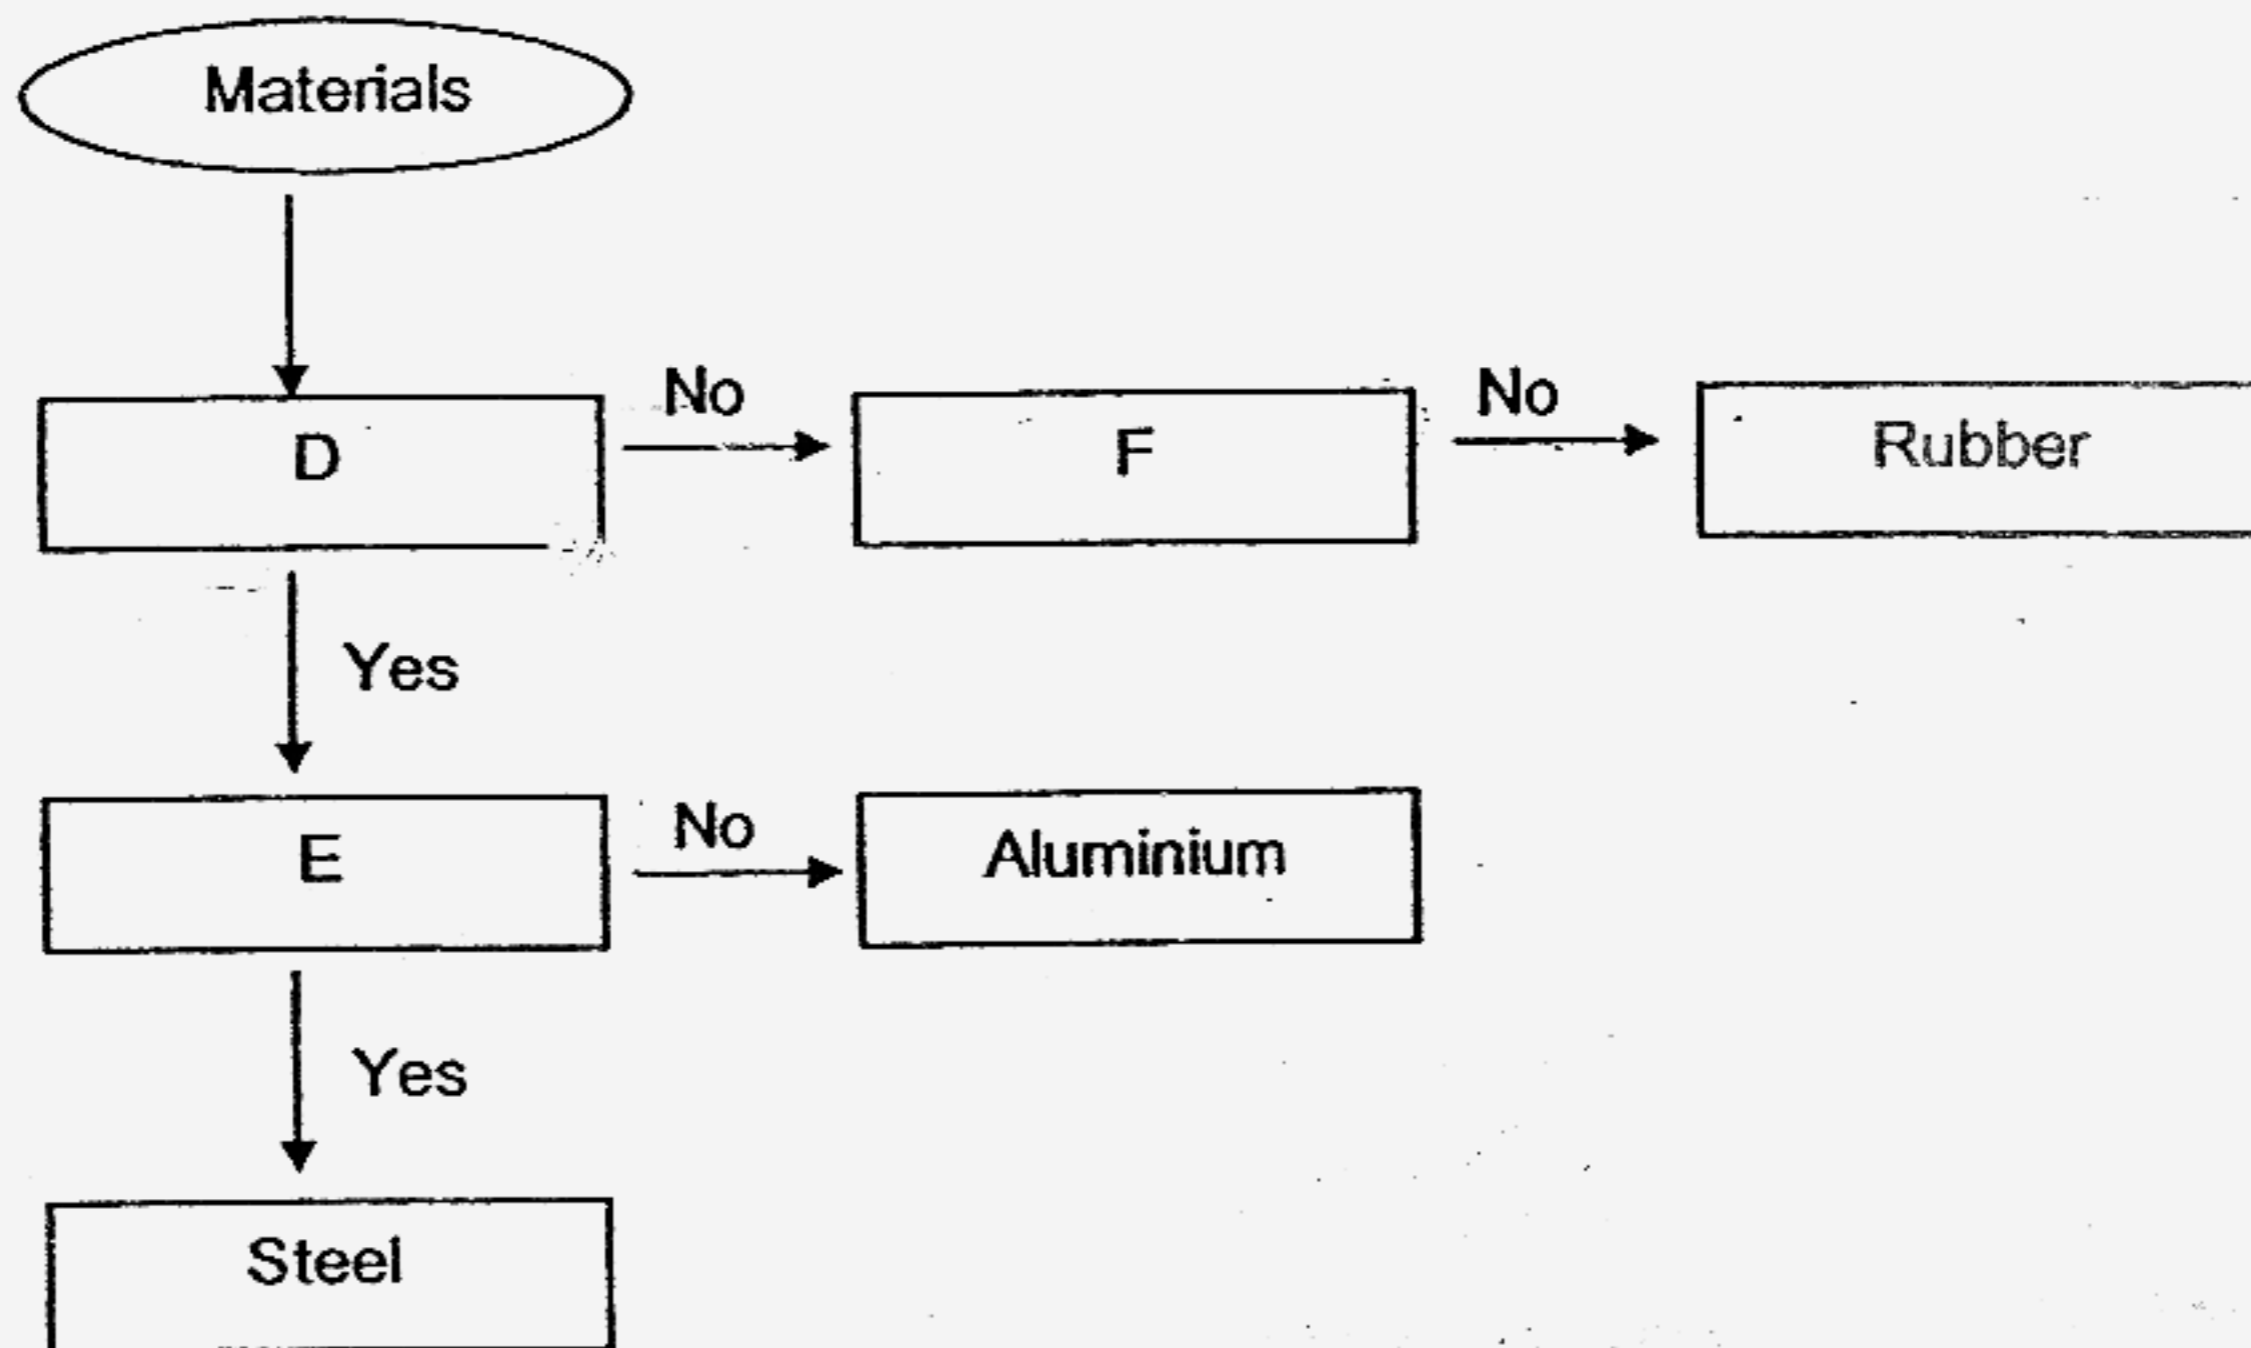 Materials
D
No
F
No
Rubber
Yes
E
No
Aluminium
Yes
Steel